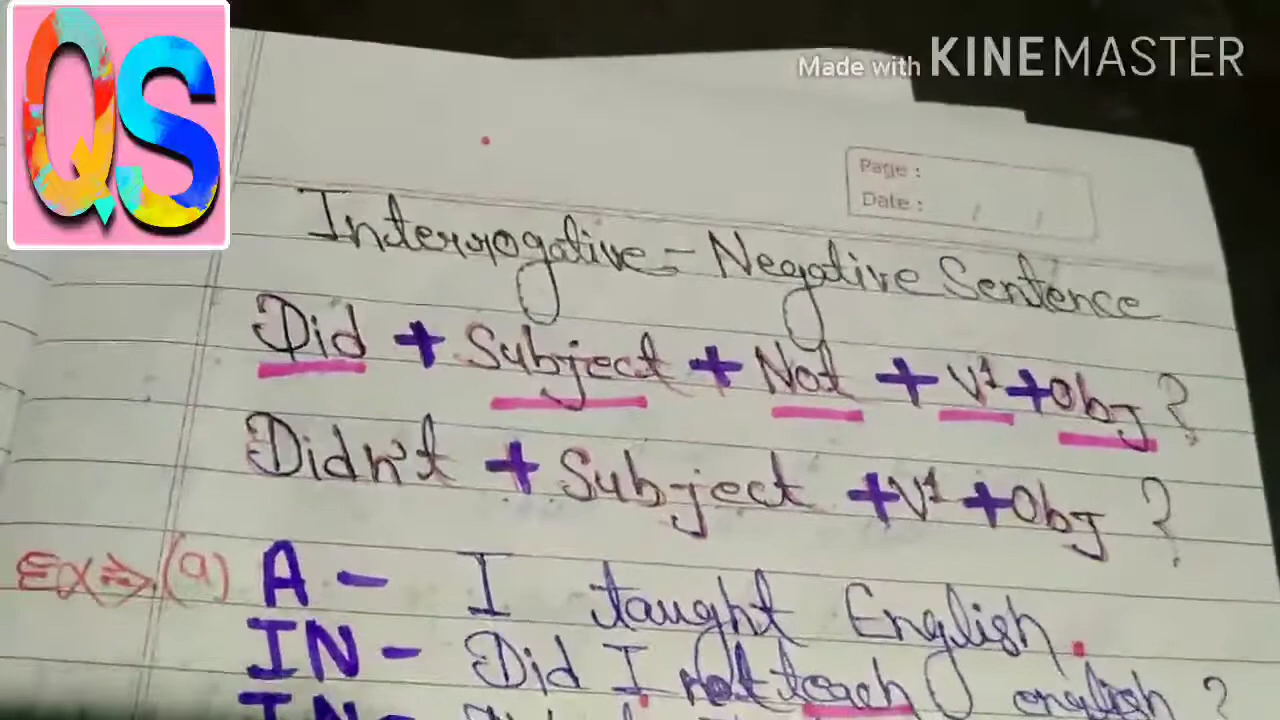 QS
Made with KINEMASTER
Page :
Date : / /
Interrogative - Negative Sentence
Did + Subject + Not + V¹ + Obj ?
Didn't + Subject + V¹ + Obj ?
Ex⇒ (a) A - I taught English.
IN - Did I not teach english ?
IN -